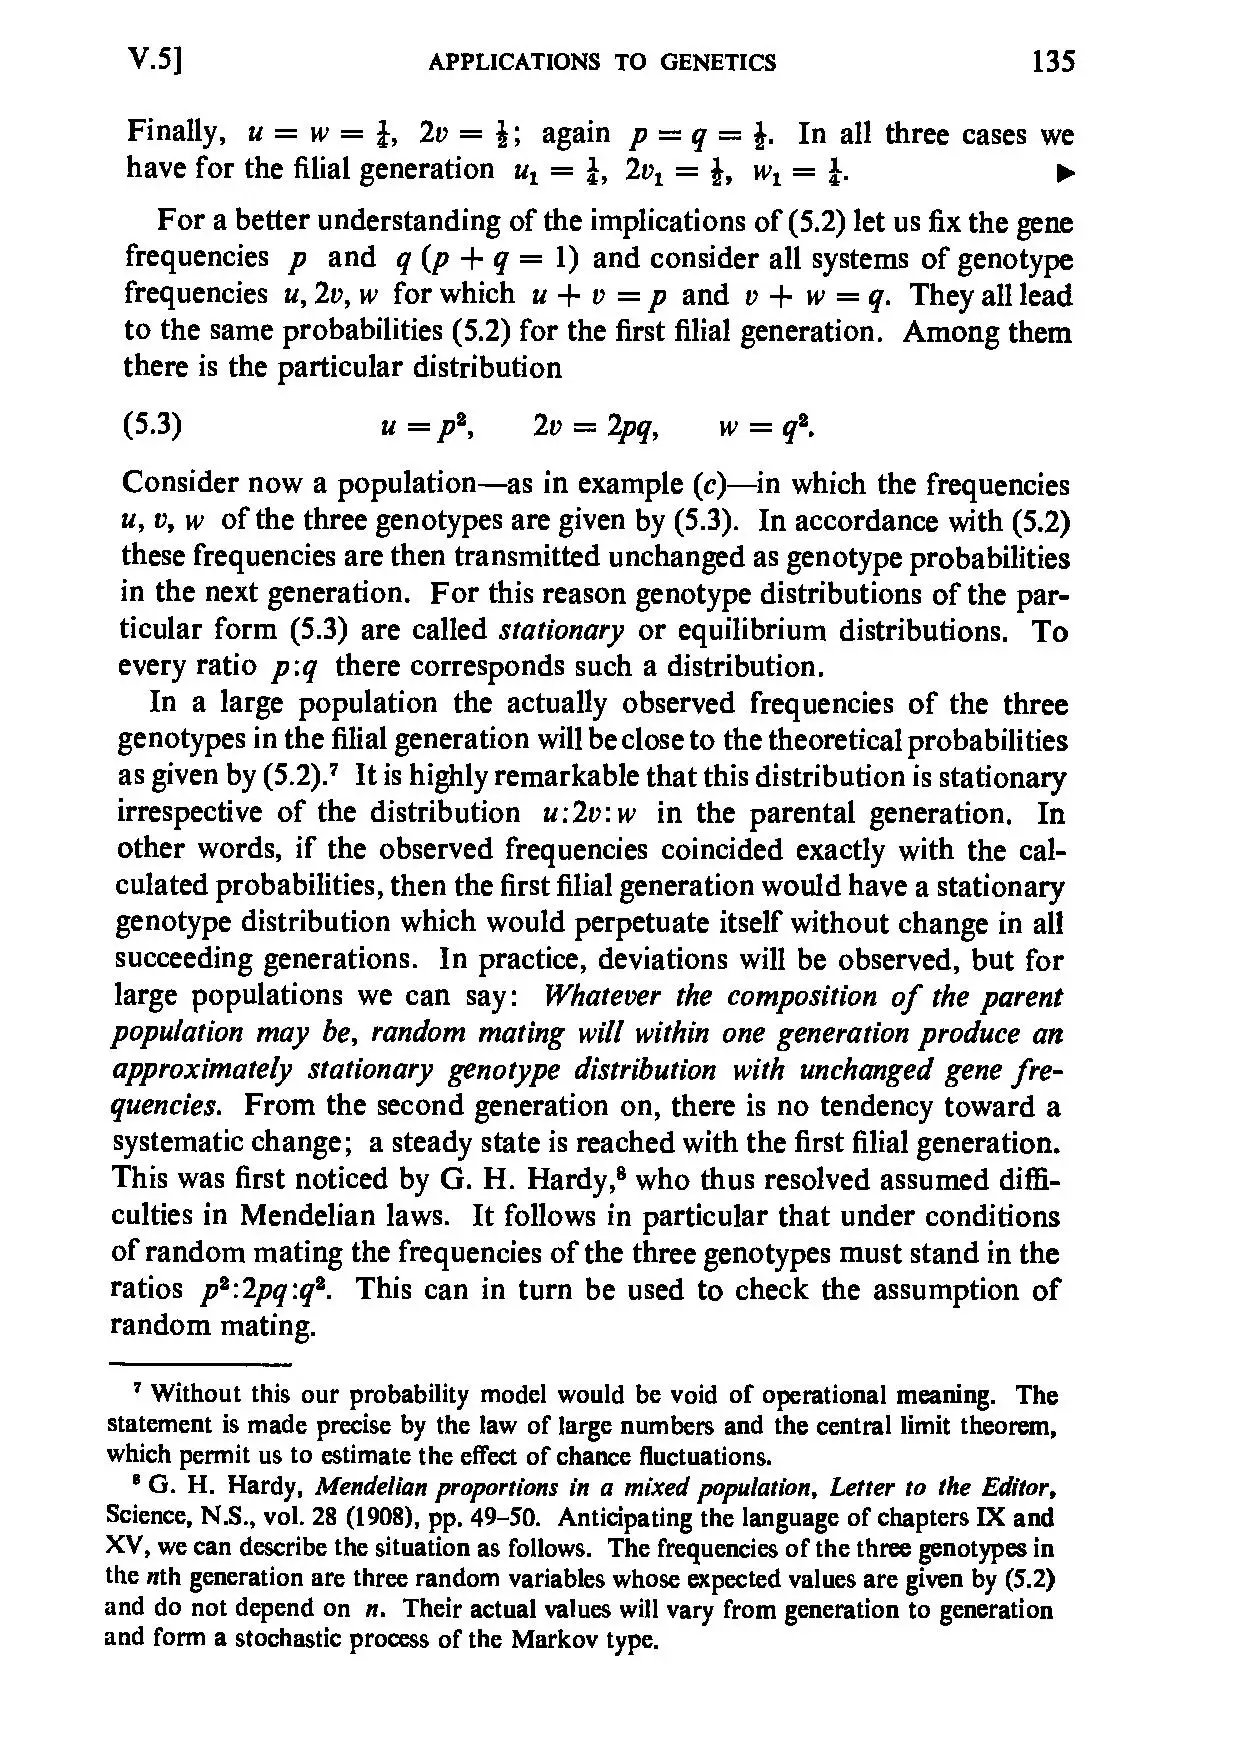 V.5] APPLICATIONS TO GENETICS 135
Finally, u = w = ¼, 2v = ½; again p = q = ½. In all three cases we
have for the filial generation u₁ = ¼, 2v₁ = ½, w₁ = ¼. ►
For a better understanding of the implications of (5.2) let us fix the gene
frequencies p and q (p + q = 1) and consider all systems of genotype
frequencies u, 2v, w for which u + v = p and v + w = q. They all lead
to the same probabilities (5.2) for the first filial generation. Among them
there is the particular distribution
(5.3) u = p², 2v = 2pq, w = q².
Consider now a population—as in example (c)—in which the frequencies
u, v, w of the three genotypes are given by (5.3). In accordance with (5.2)
these frequencies are then transmitted unchanged as genotype probabilities
in the next generation. For this reason genotype distributions of the par-
ticular form (5.3) are called stationary or equilibrium distributions. To
every ratio p:q there corresponds such a distribution.
In a large population the actually observed frequencies of the three
genotypes in the filial generation will be close to the theoretical probabilities
as given by (5.2).⁷ It is highly remarkable that this distribution is stationary
irrespective of the distribution u:2v:w in the parental generation. In
other words, if the observed frequencies coincided exactly with the cal-
culated probabilities, then the first filial generation would have a stationary
genotype distribution which would perpetuate itself without change in all
succeeding generations. In practice, deviations will be observed, but for
large populations we can say: Whatever the composition of the parent
population may be, random mating will within one generation produce an
approximately stationary genotype distribution with unchanged gene fre-
quencies. From the second generation on, there is no tendency toward a
systematic change; a steady state is reached with the first filial generation.
This was first noticed by G. H. Hardy,⁸ who thus resolved assumed diffi-
culties in Mendelian laws. It follows in particular that under conditions
of random mating the frequencies of the three genotypes must stand in the
ratios p²:2pq:q². This can in turn be used to check the assumption of
random mating.
⁷ Without this our probability model would be void of operational meaning. The
statement is made precise by the law of large numbers and the central limit theorem,
which permit us to estimate the effect of chance fluctuations.
⁸ G. H. Hardy, Mendelian proportions in a mixed population, Letter to the Editor,
Science, N.S., vol. 28 (1908), pp. 49–50. Anticipating the language of chapters IX and
XV, we can describe the situation as follows. The frequencies of the three genotypes in
the nth generation are three random variables whose expected values are given by (5.2)
and do not depend on n. Their actual values will vary from generation to generation
and form a stochastic process of the Markov type.